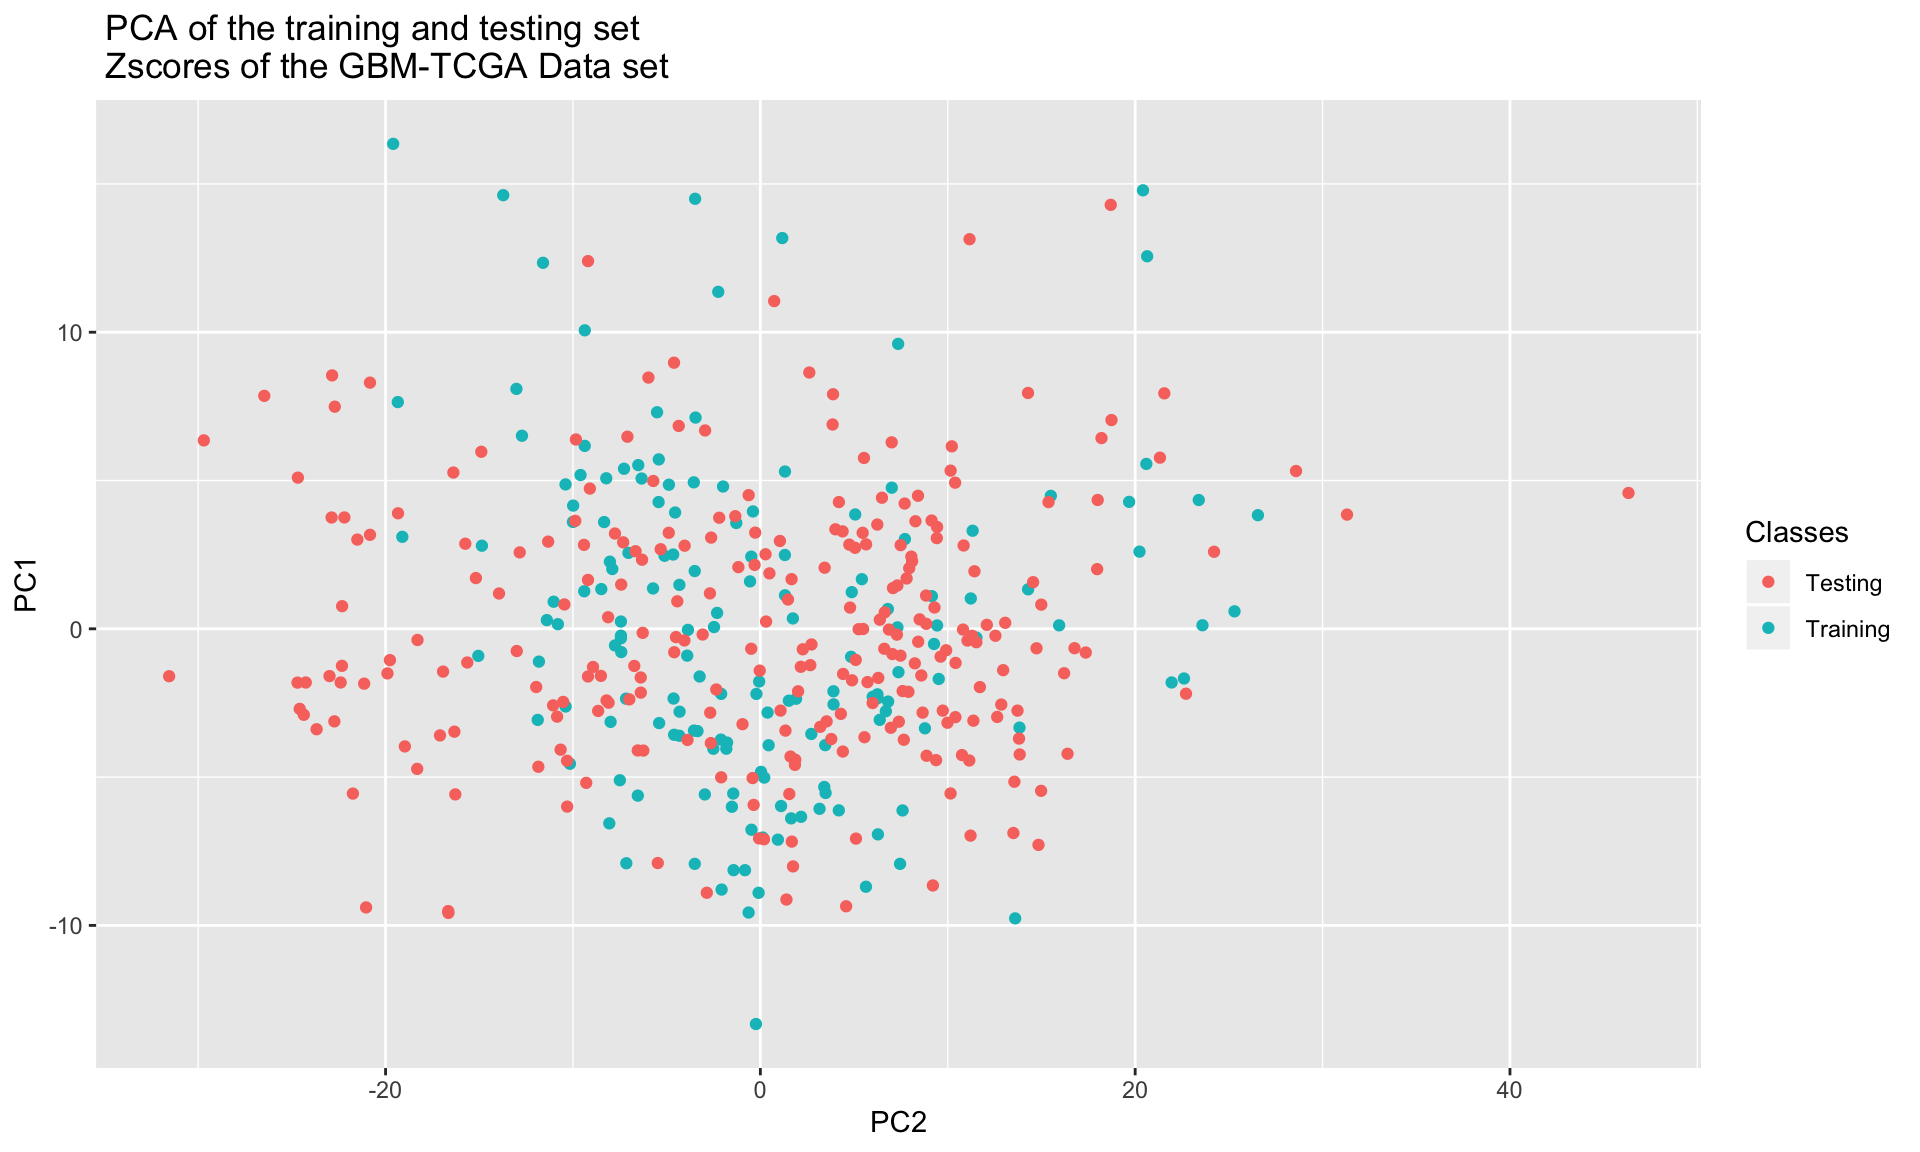 PCA of the training and testing set
Zscores of the GBM-TCGA Data set
PC1
10
0
-10
-20
0
20
40
PC2
Classes
Testing
Training